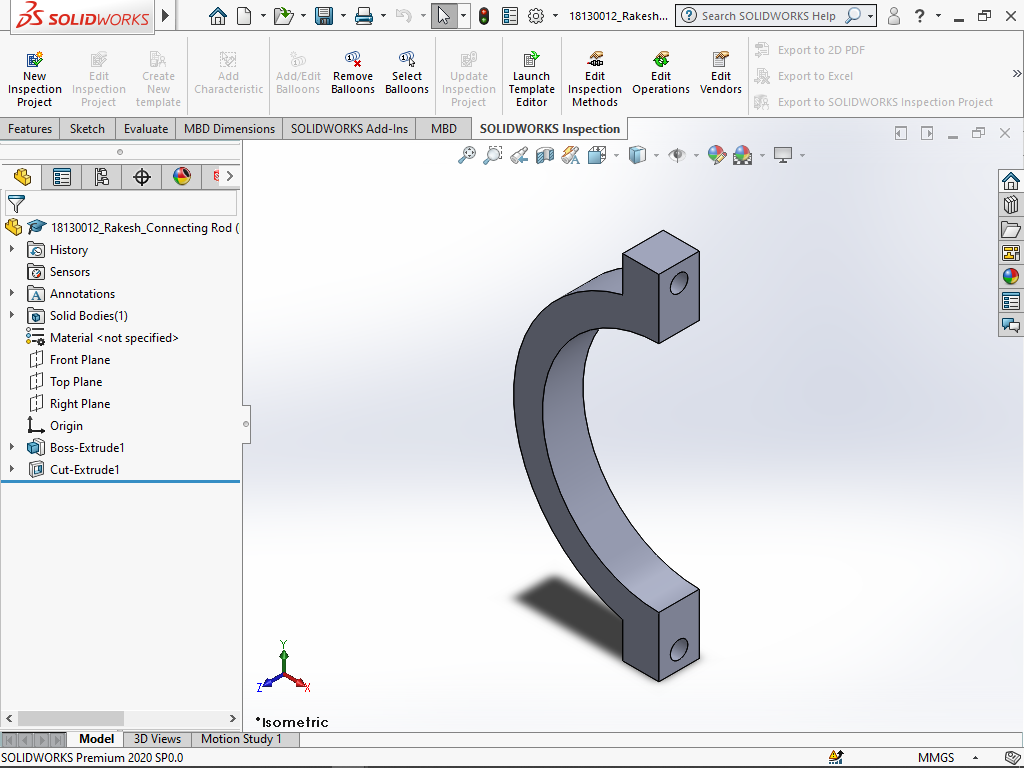 SOLIDWORKS
18130012_Rakesh...
Search SOLIDWORKS Help
New Inspection Project
Edit Inspection Project
Create New template
Add Characteristic
Add/Edit Balloons
Remove Balloons
Select Balloons
Update Inspection Project
Launch Template Editor
Edit Inspection Methods
Edit Operations
Edit Vendors
Export to 2D PDF
Export to Excel
Export to SOLIDWORKS Inspection Project
Features
Sketch
Evaluate
MBD Dimensions
SOLIDWORKS Add-Ins
MBD
SOLIDWORKS Inspection
18130012_Rakesh_Connecting Rod (
History
Sensors
Annotations
Solid Bodies(1)
Material <not specified>
Front Plane
Top Plane
Right Plane
Origin
Boss-Extrude1
Cut-Extrude1
Y
Z
X
*Isometric
Model
3D Views
Motion Study 1
SOLIDWORKS Premium 2020 SP0.0
MMGS